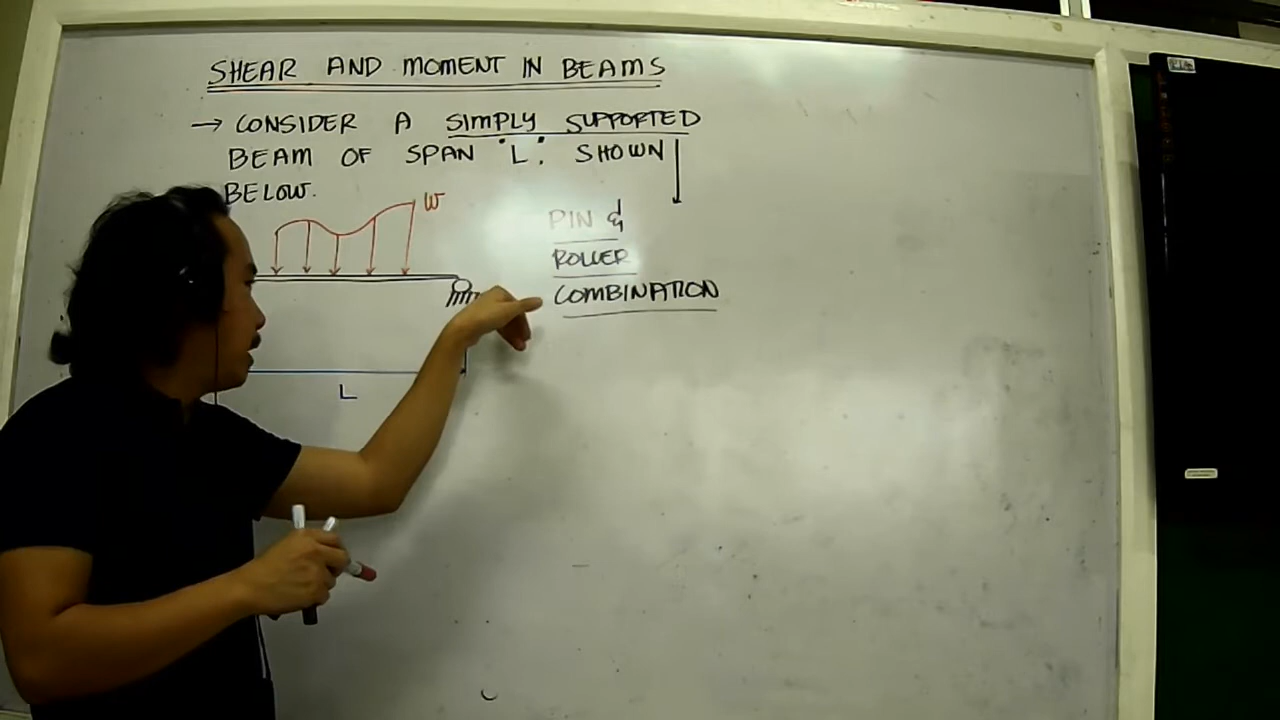 SHEAR AND MOMENT IN BEAMS
→ CONSIDER A SIMPLY SUPPORTED
BEAM OF SPAN "L". SHOWN
BELOW.
W
PIN &
ROLLER
COMBINATION
L